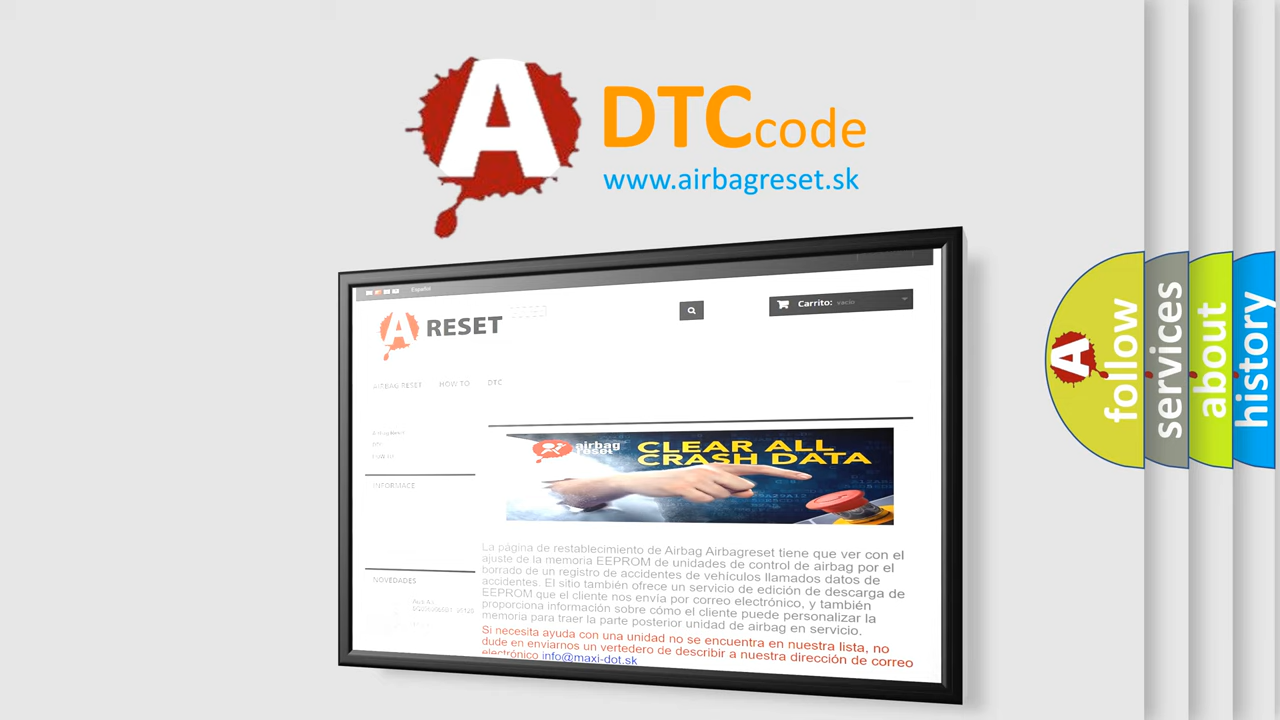 A
DTCcode
www.airbagreset.sk
Español
A RESET
Carrito: vacío
AIRBAG RESET HOW TO DTC
airbag reset
CLEAR ALL
CRASH DATA
INFORMACE
NOVEDADES
La página de restablecimiento de Airbag Airbagreset tiene que ver con el
ajuste de la memoria EEPROM de unidades de control de airbag por el
borrado de un registro de accidentes de vehículos llamados datos de
accidentes. El sitio también ofrece un servicio de edición de descarga de
EEPROM que el cliente nos envía por correo electrónico, y también
proporciona información sobre cómo el cliente puede personalizar la
memoria para traer la parte posterior unidad de airbag en servicio.
Si necesita ayuda con una unidad no se encuentra en nuestra lista, no
dude en enviarnos un vertedero de describir a nuestra dirección de correo
electrónico info@maxi-dot.sk
A
follow
services
about
history